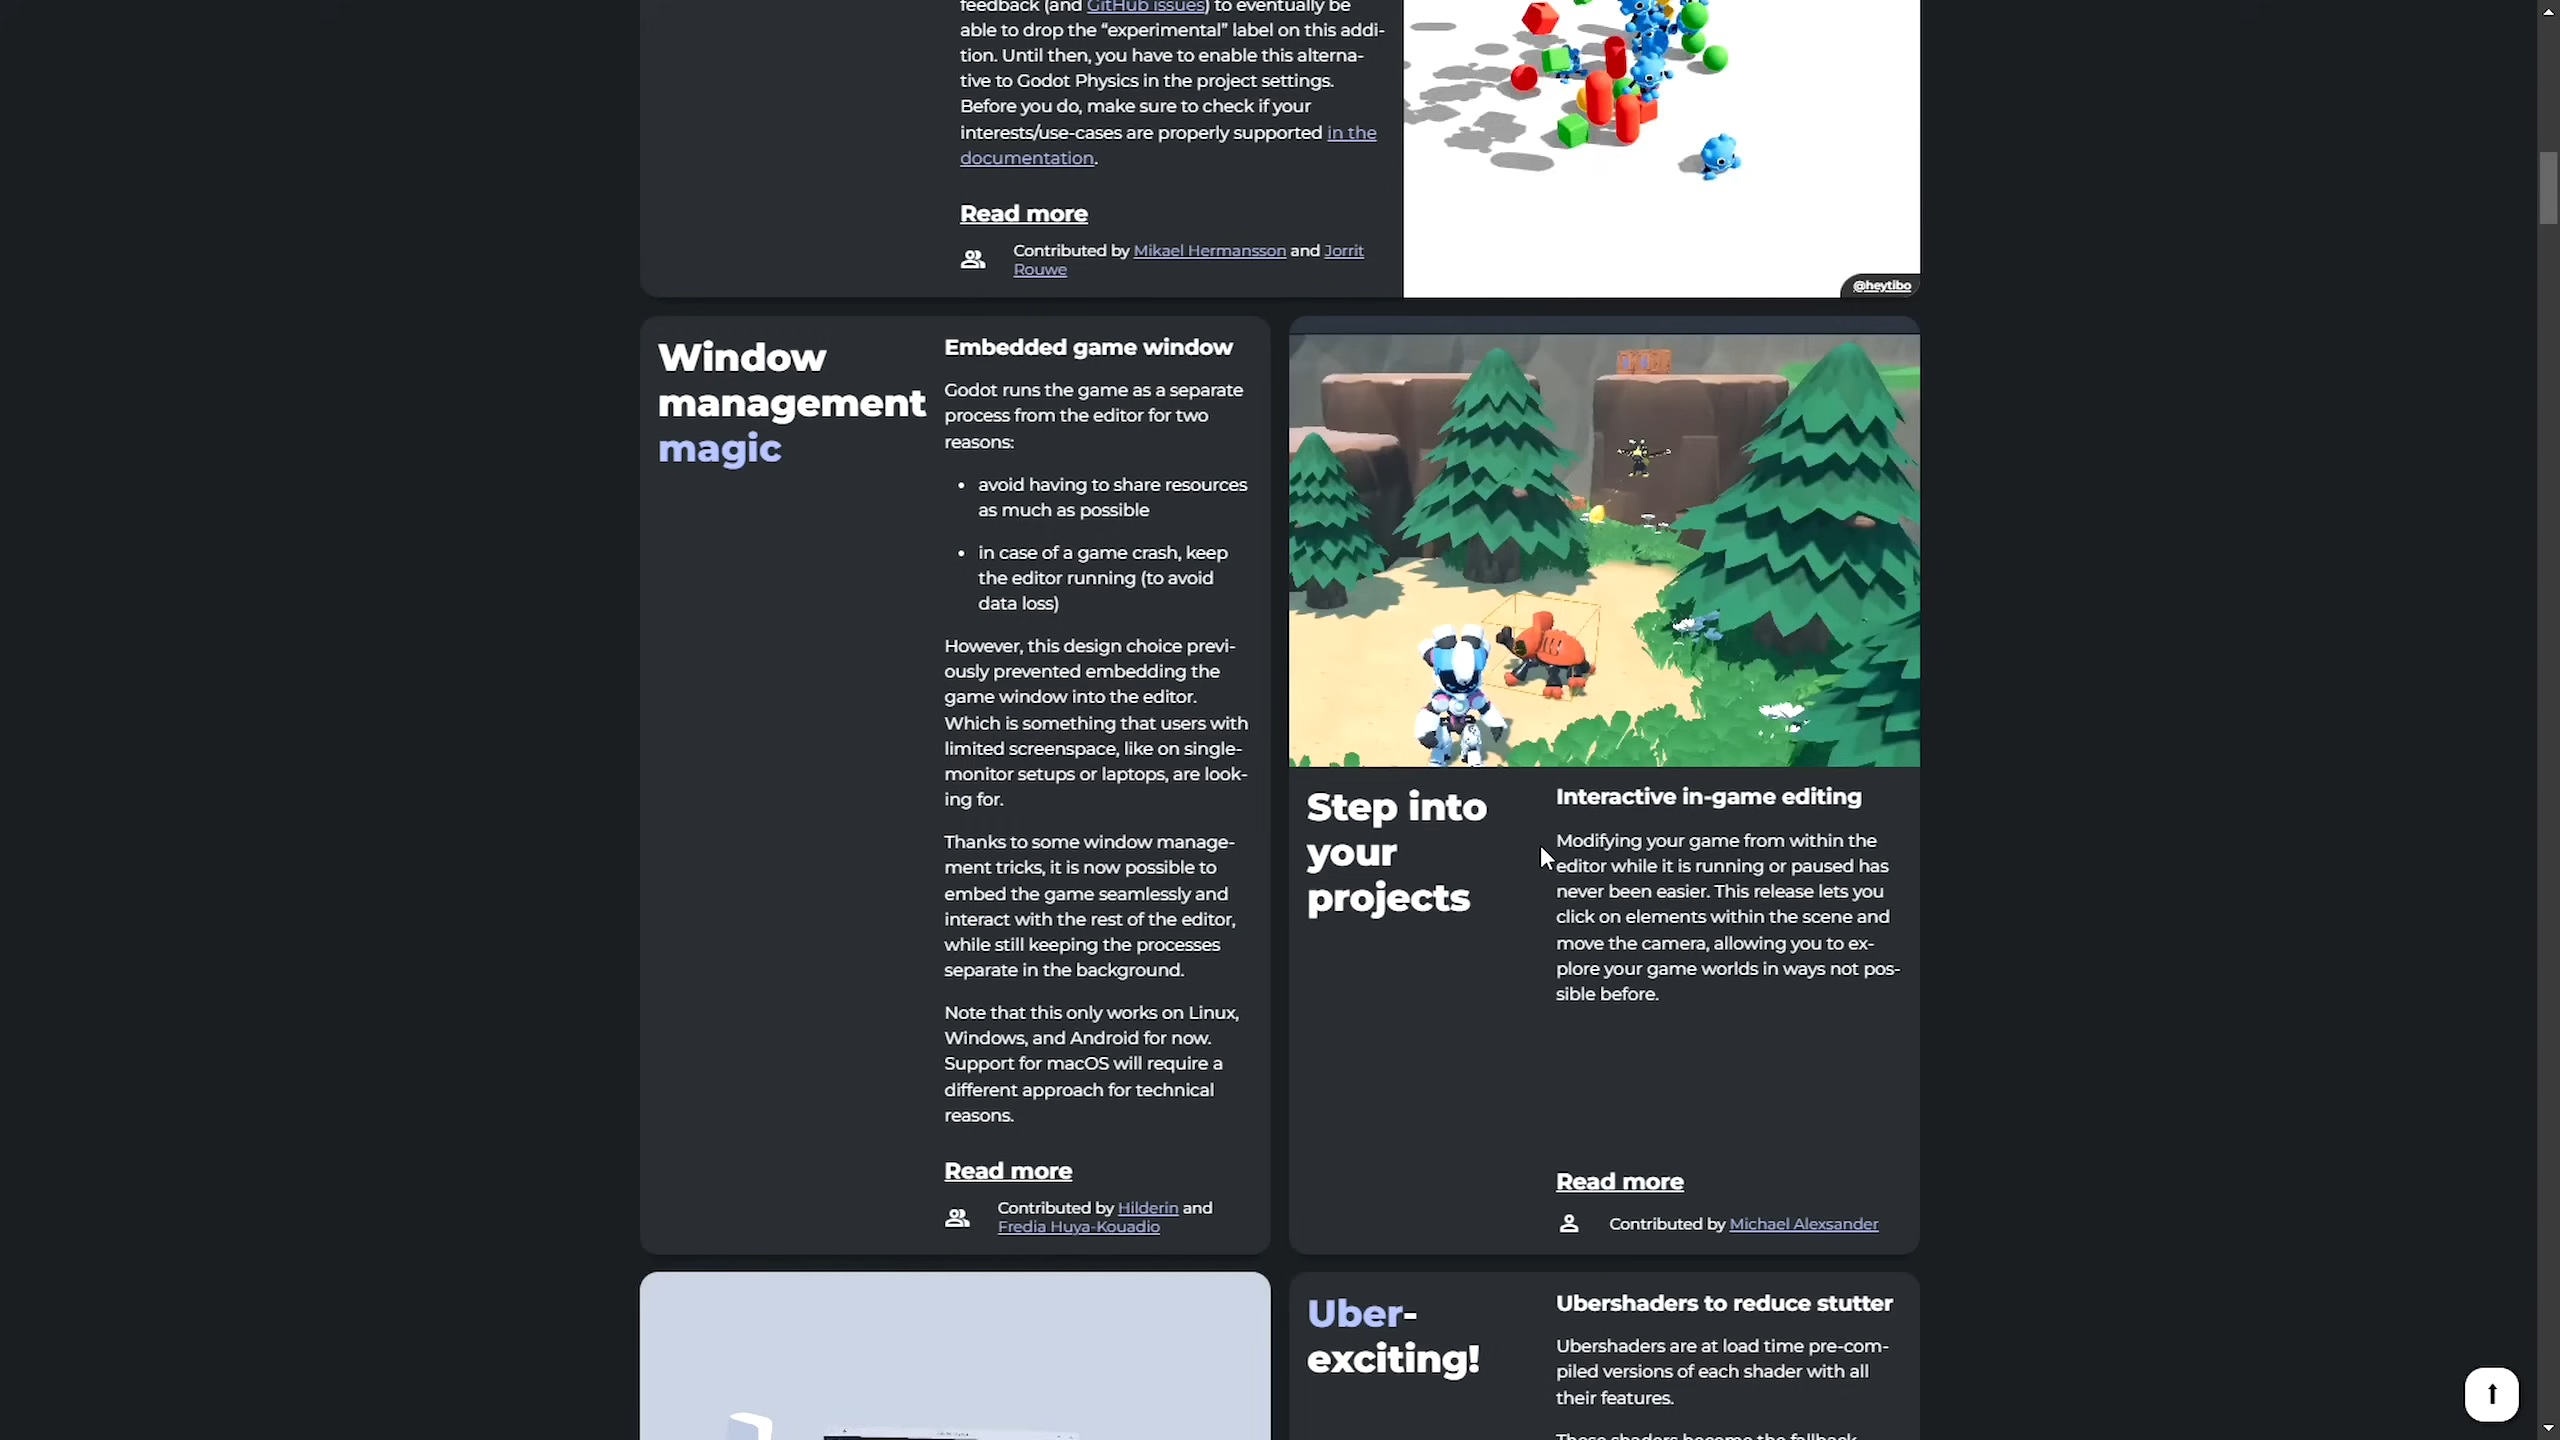 feedback (and GitHub issues) to eventually be
able to drop the “experimental” label on this addi-
tion. Until then, you have to enable this alterna-
tive to Godot Physics in the project settings.
Before you do, make sure to check if your
interests/use-cases are properly supported in the
documentation.
Read more
Contributed by Mikael Hermansson and Jorrit
Rouwe
@heytibo
Window
management
magic
Embedded game window
Godot runs the game as a separate
process from the editor for two
reasons:
• avoid having to share resources
as much as possible
• in case of a game crash, keep
the editor running (to avoid
data loss)
However, this design choice previ-
ously prevented embedding the
game window into the editor.
Which is something that users with
limited screenspace, like on single-
monitor setups or laptops, are look-
ing for.
Thanks to some window manage-
ment tricks, it is now possible to
embed the game seamlessly and
interact with the rest of the editor,
while still keeping the processes
separate in the background.
Note that this only works on Linux,
Windows, and Android for now.
Support for macOS will require a
different approach for technical
reasons.
Read more
Contributed by Hilderin and
Fredia Huya-Kouadio
Step into
your
projects
Interactive in-game editing
Modifying your game from within the
editor while it is running or paused has
never been easier. This release lets you
click on elements within the scene and
move the camera, allowing you to ex-
plore your game worlds in ways not pos-
sible before.
Read more
Contributed by Michael Alexsander
Uber-
exciting!
Ubershaders to reduce stutter
Ubershaders are at load time pre-com-
piled versions of each shader with all
their features.
These shaders become the fallback